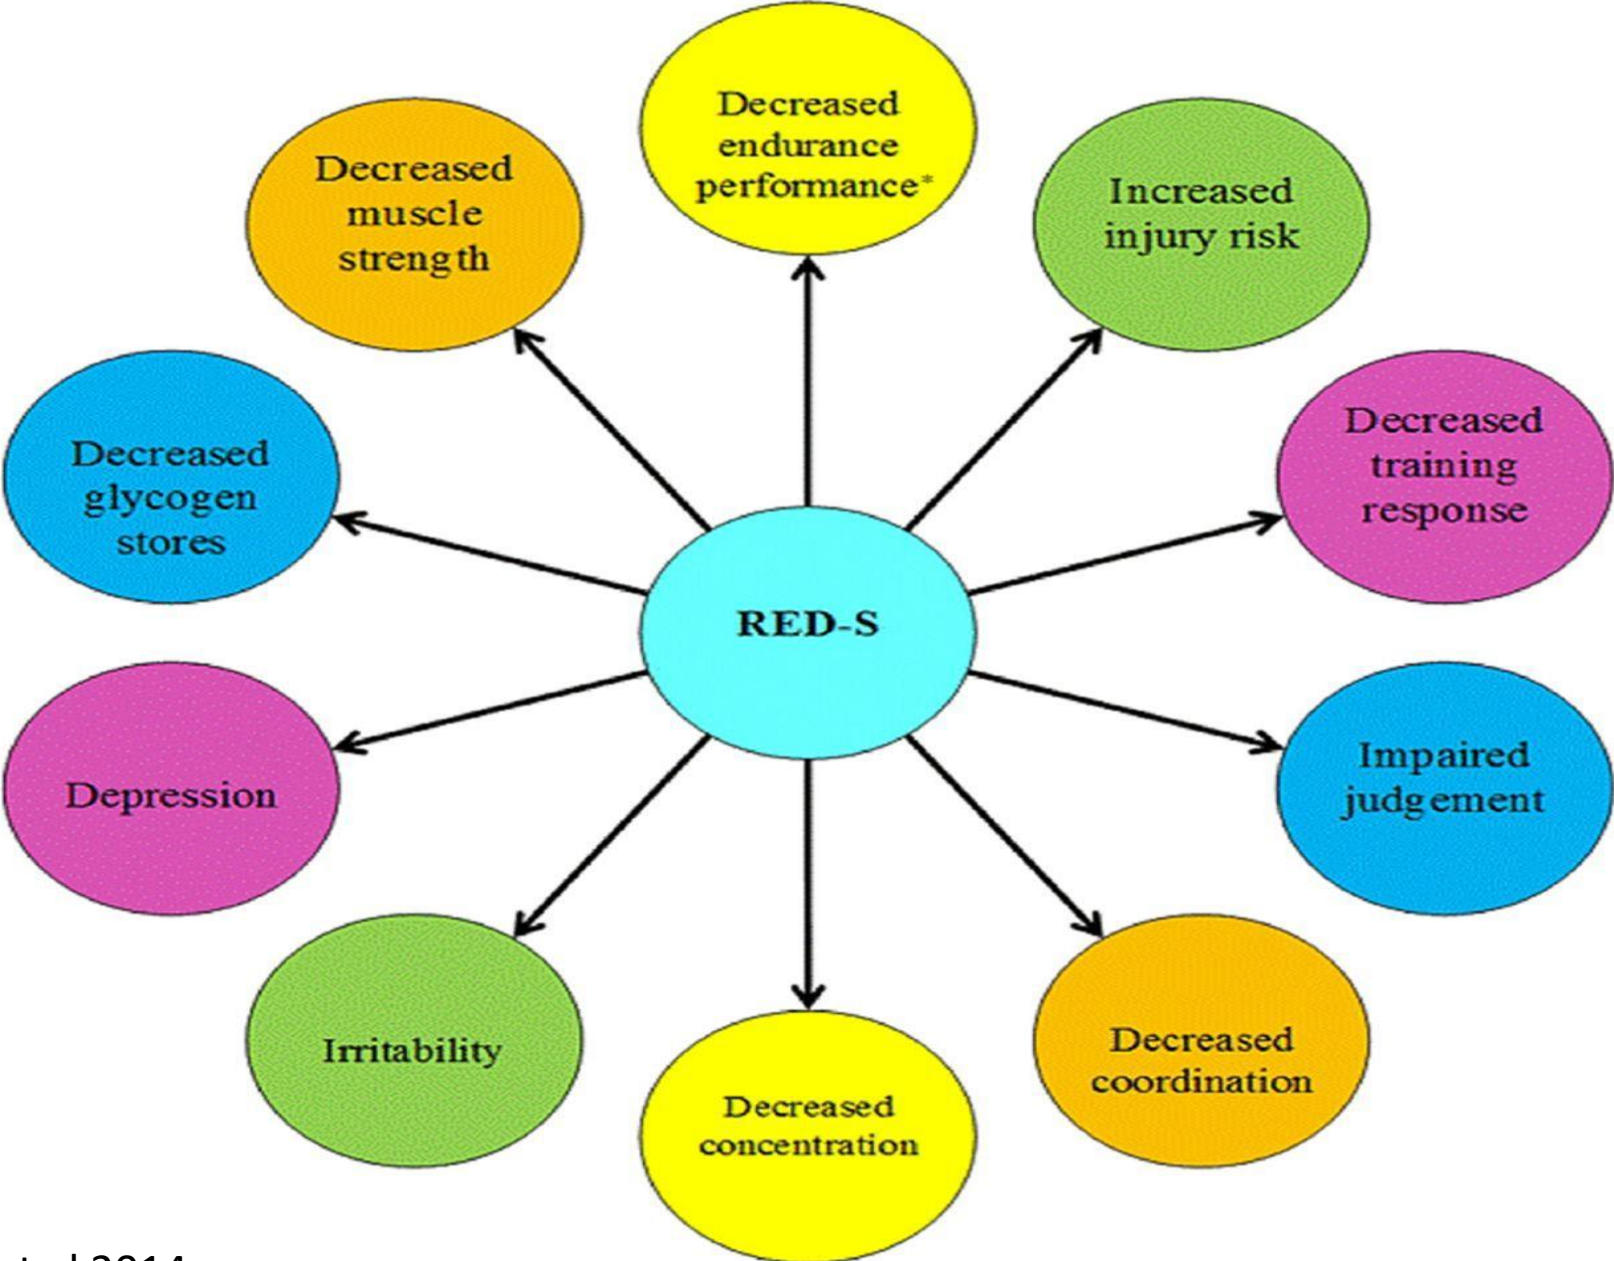 Decreased
endurance
performance*
Increased
injury risk
Decreased
training
response
Impaired
judgement
Decreased
coordination
Decreased
concentration
Irritability
Depression
Decreased
glycogen
stores
Decreased
muscle
strength
RED-S